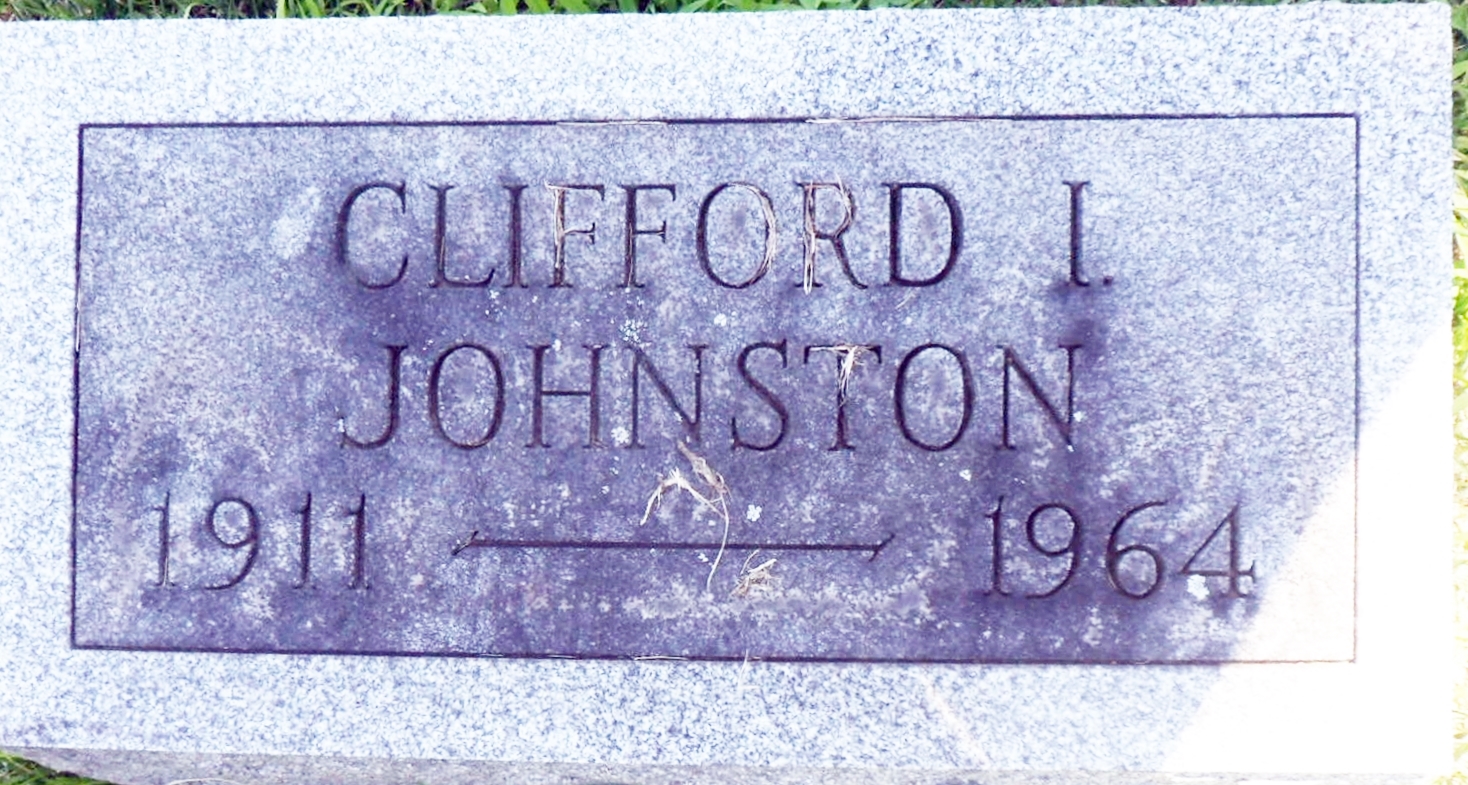 CLIFFORD I.
JOHNSTON
1911 — 1964